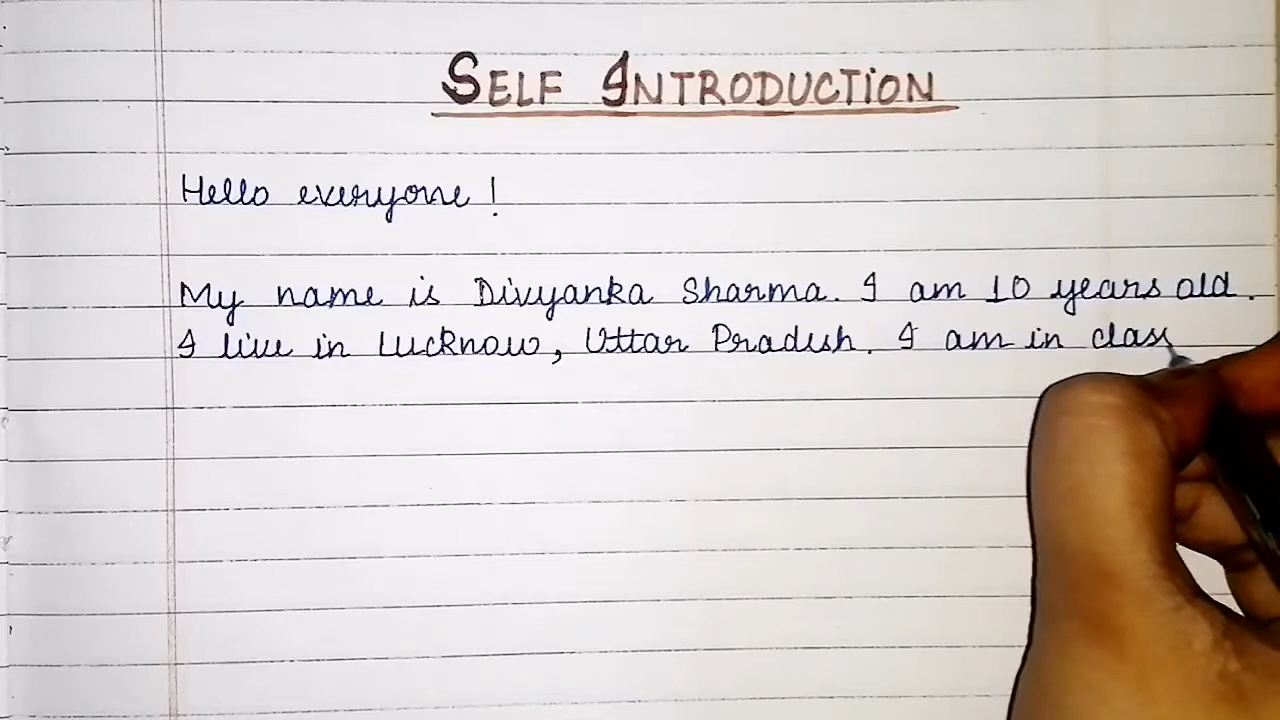 SELF INTRODUCTION
Hello everyone !
My name is Divyanka Sharma. I am 10 years old.
I live in Lucknow, Uttar Pradesh. I am in class